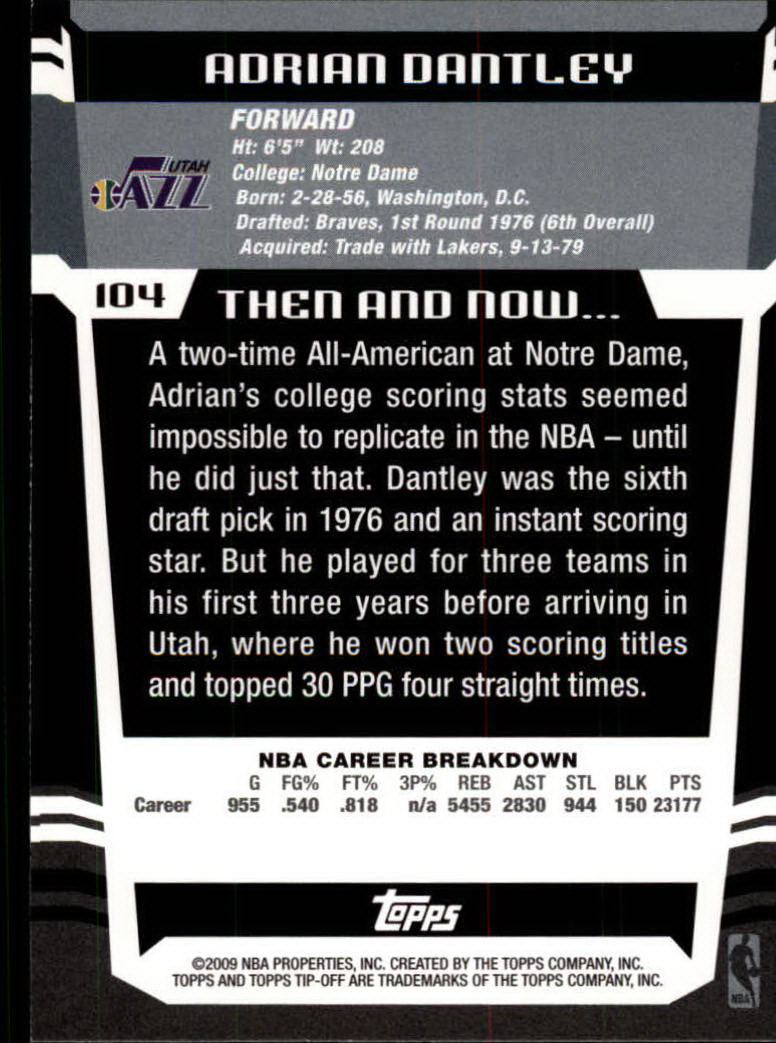 ADRIAN DANTLEY
UTAH
JAZZ
FORWARD
Ht: 6'5" Wt: 208
College: Notre Dame
Born: 2-28-56, Washington, D.C.
Drafted: Braves, 1st Round 1976 (6th Overall)
Acquired: Trade with Lakers, 9-13-79
104 THEN AND NOW...
A two-time All-American at Notre Dame,
Adrian's college scoring stats seemed
impossible to replicate in the NBA – until
he did just that. Dantley was the sixth
draft pick in 1976 and an instant scoring
star. But he played for three teams in
his first three years before arriving in
Utah, where he won two scoring titles
and topped 30 PPG four straight times.
NBA CAREER BREAKDOWN
G FG% FT% 3P% REB AST STL BLK PTS
Career 955 .540 .818 n/a 5455 2830 944 150 23177
topps
©2009 NBA PROPERTIES, INC. CREATED BY THE TOPPS COMPANY, INC.
TOPPS AND TOPPS TIP-OFF ARE TRADEMARKS OF THE TOPPS COMPANY, INC.
NBA